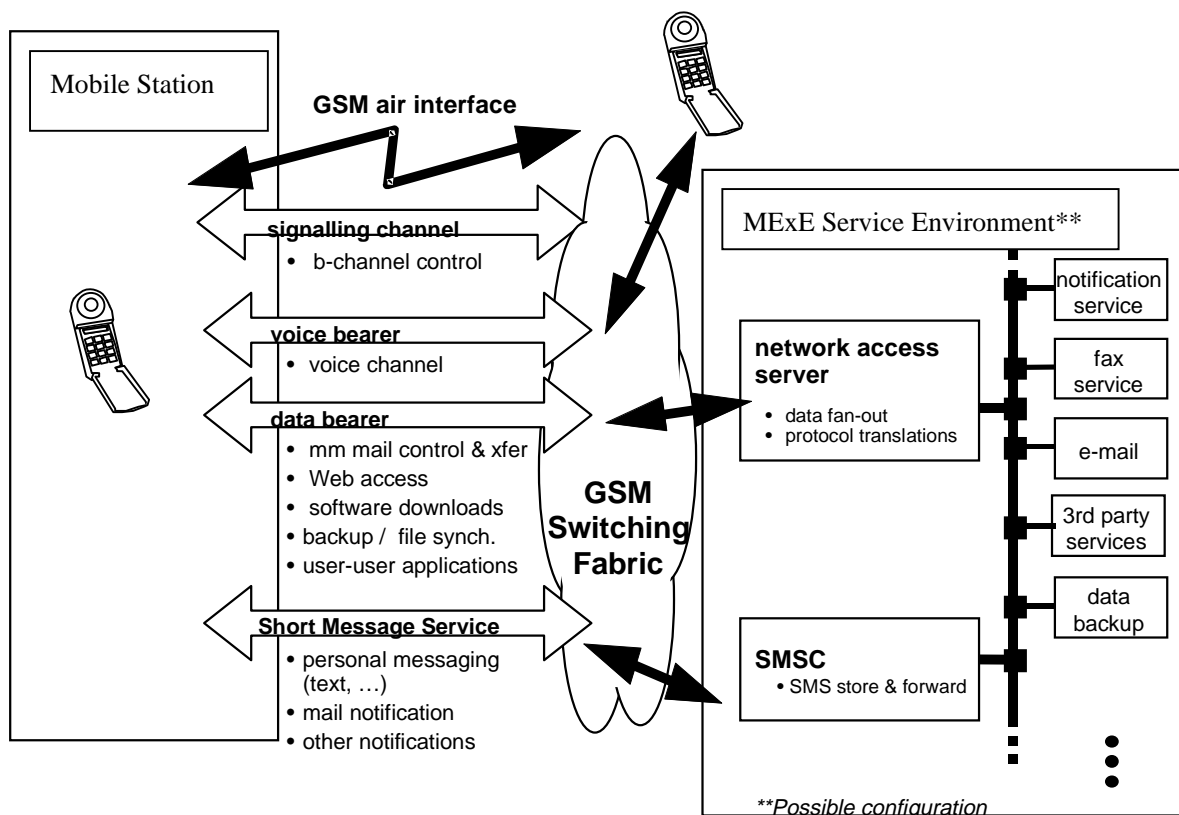 Mobile Station
GSM air interface
signalling channel
• b-channel control
voice bearer
• voice channel
data bearer
• mm mail control & xfer
• Web access
• software downloads
• backup / file synch.
• user-user applications
Short Message Service
• personal messaging
(text, …)
• mail notification
• other notifications
GSM
Switching
Fabric
MExE Service Environment**
network access
server
• data fan-out
• protocol translations
SMSC
• SMS store & forward
notification
service
fax
service
e-mail
3rd party
services
data
backup
**Possible configuration